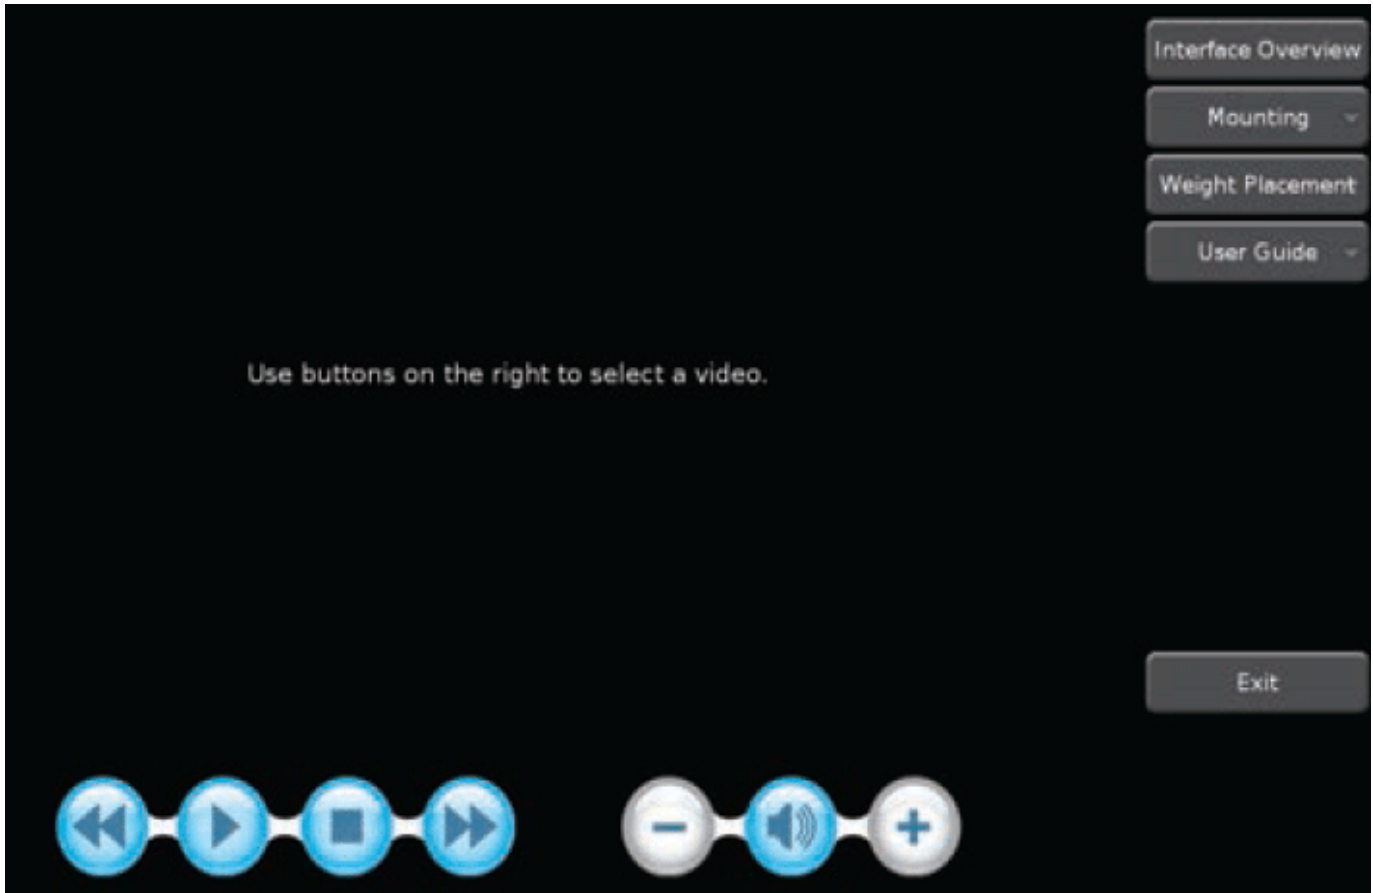 Interface Overview
Mounting
Weight Placement
User Guide
Use buttons on the right to select a video.
Exit